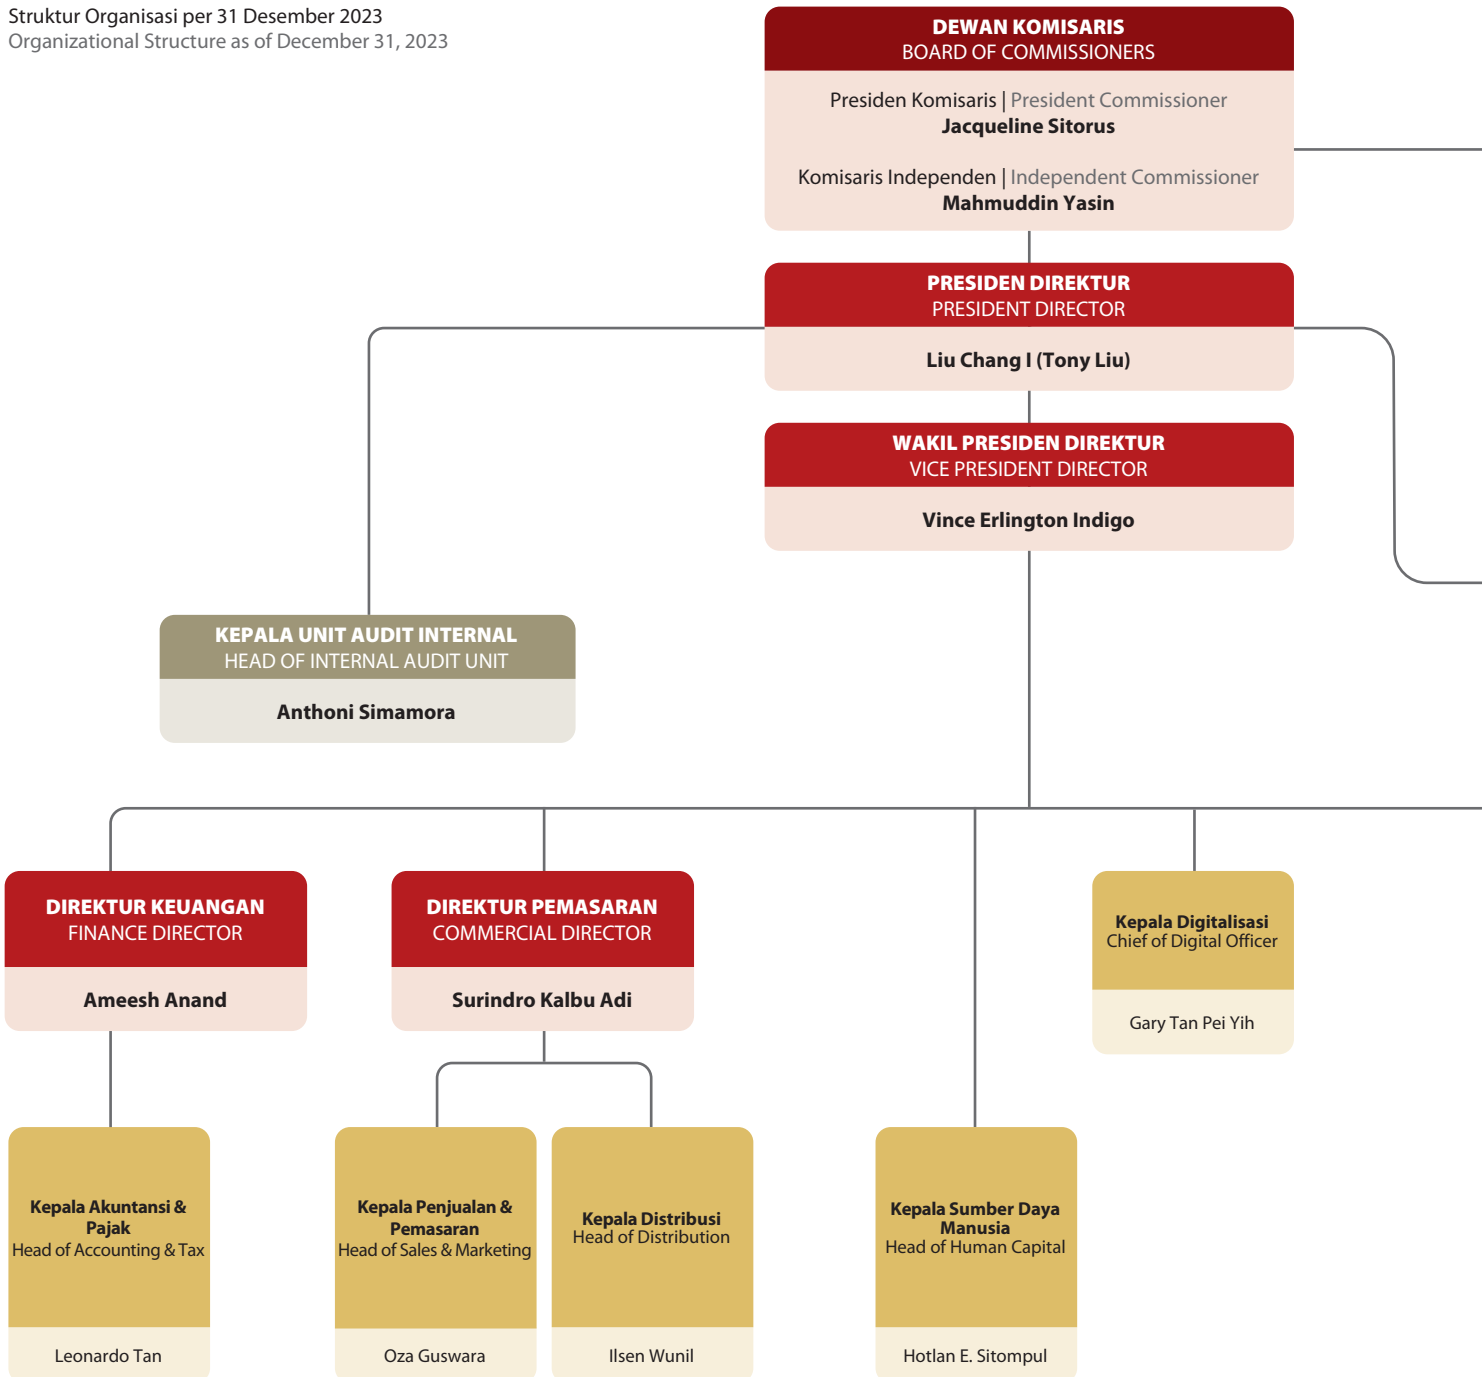 Struktur Organisasi per 31 Desember 2023
Organizational Structure as of December 31, 2023
DEWAN KOMISARIS
BOARD OF COMMISSIONERS
Presiden Komisaris | President Commissioner
Jacqueline Sitorus
Komisaris Independen | Independent Commissioner
Mahmuddin Yasin
PRESIDEN DIREKTUR
PRESIDENT DIRECTOR
Liu Chang I (Tony Liu)
WAKIL PRESIDEN DIREKTUR
VICE PRESIDENT DIRECTOR
Vince Erlington Indigo
KEPALA UNIT AUDIT INTERNAL
HEAD OF INTERNAL AUDIT UNIT
Anthoni Simamora
DIREKTUR KEUANGAN
FINANCE DIRECTOR
Ameesh Anand
DIREKTUR PEMASARAN
COMMERCIAL DIRECTOR
Surindro Kalbu Adi
Kepala Digitalisasi
Chief of Digital Officer
Gary Tan Pei Yih
Kepala Akuntansi &
Pajak
Head of Accounting & Tax
Leonardo Tan
Kepala Penjualan &
Pemasaran
Head of Sales & Marketing
Oza Guswara
Kepala Distribusi
Head of Distribution
Ilsen Wunil
Kepala Sumber Daya
Manusia
Head of Human Capital
Hotlan E. Sitompul